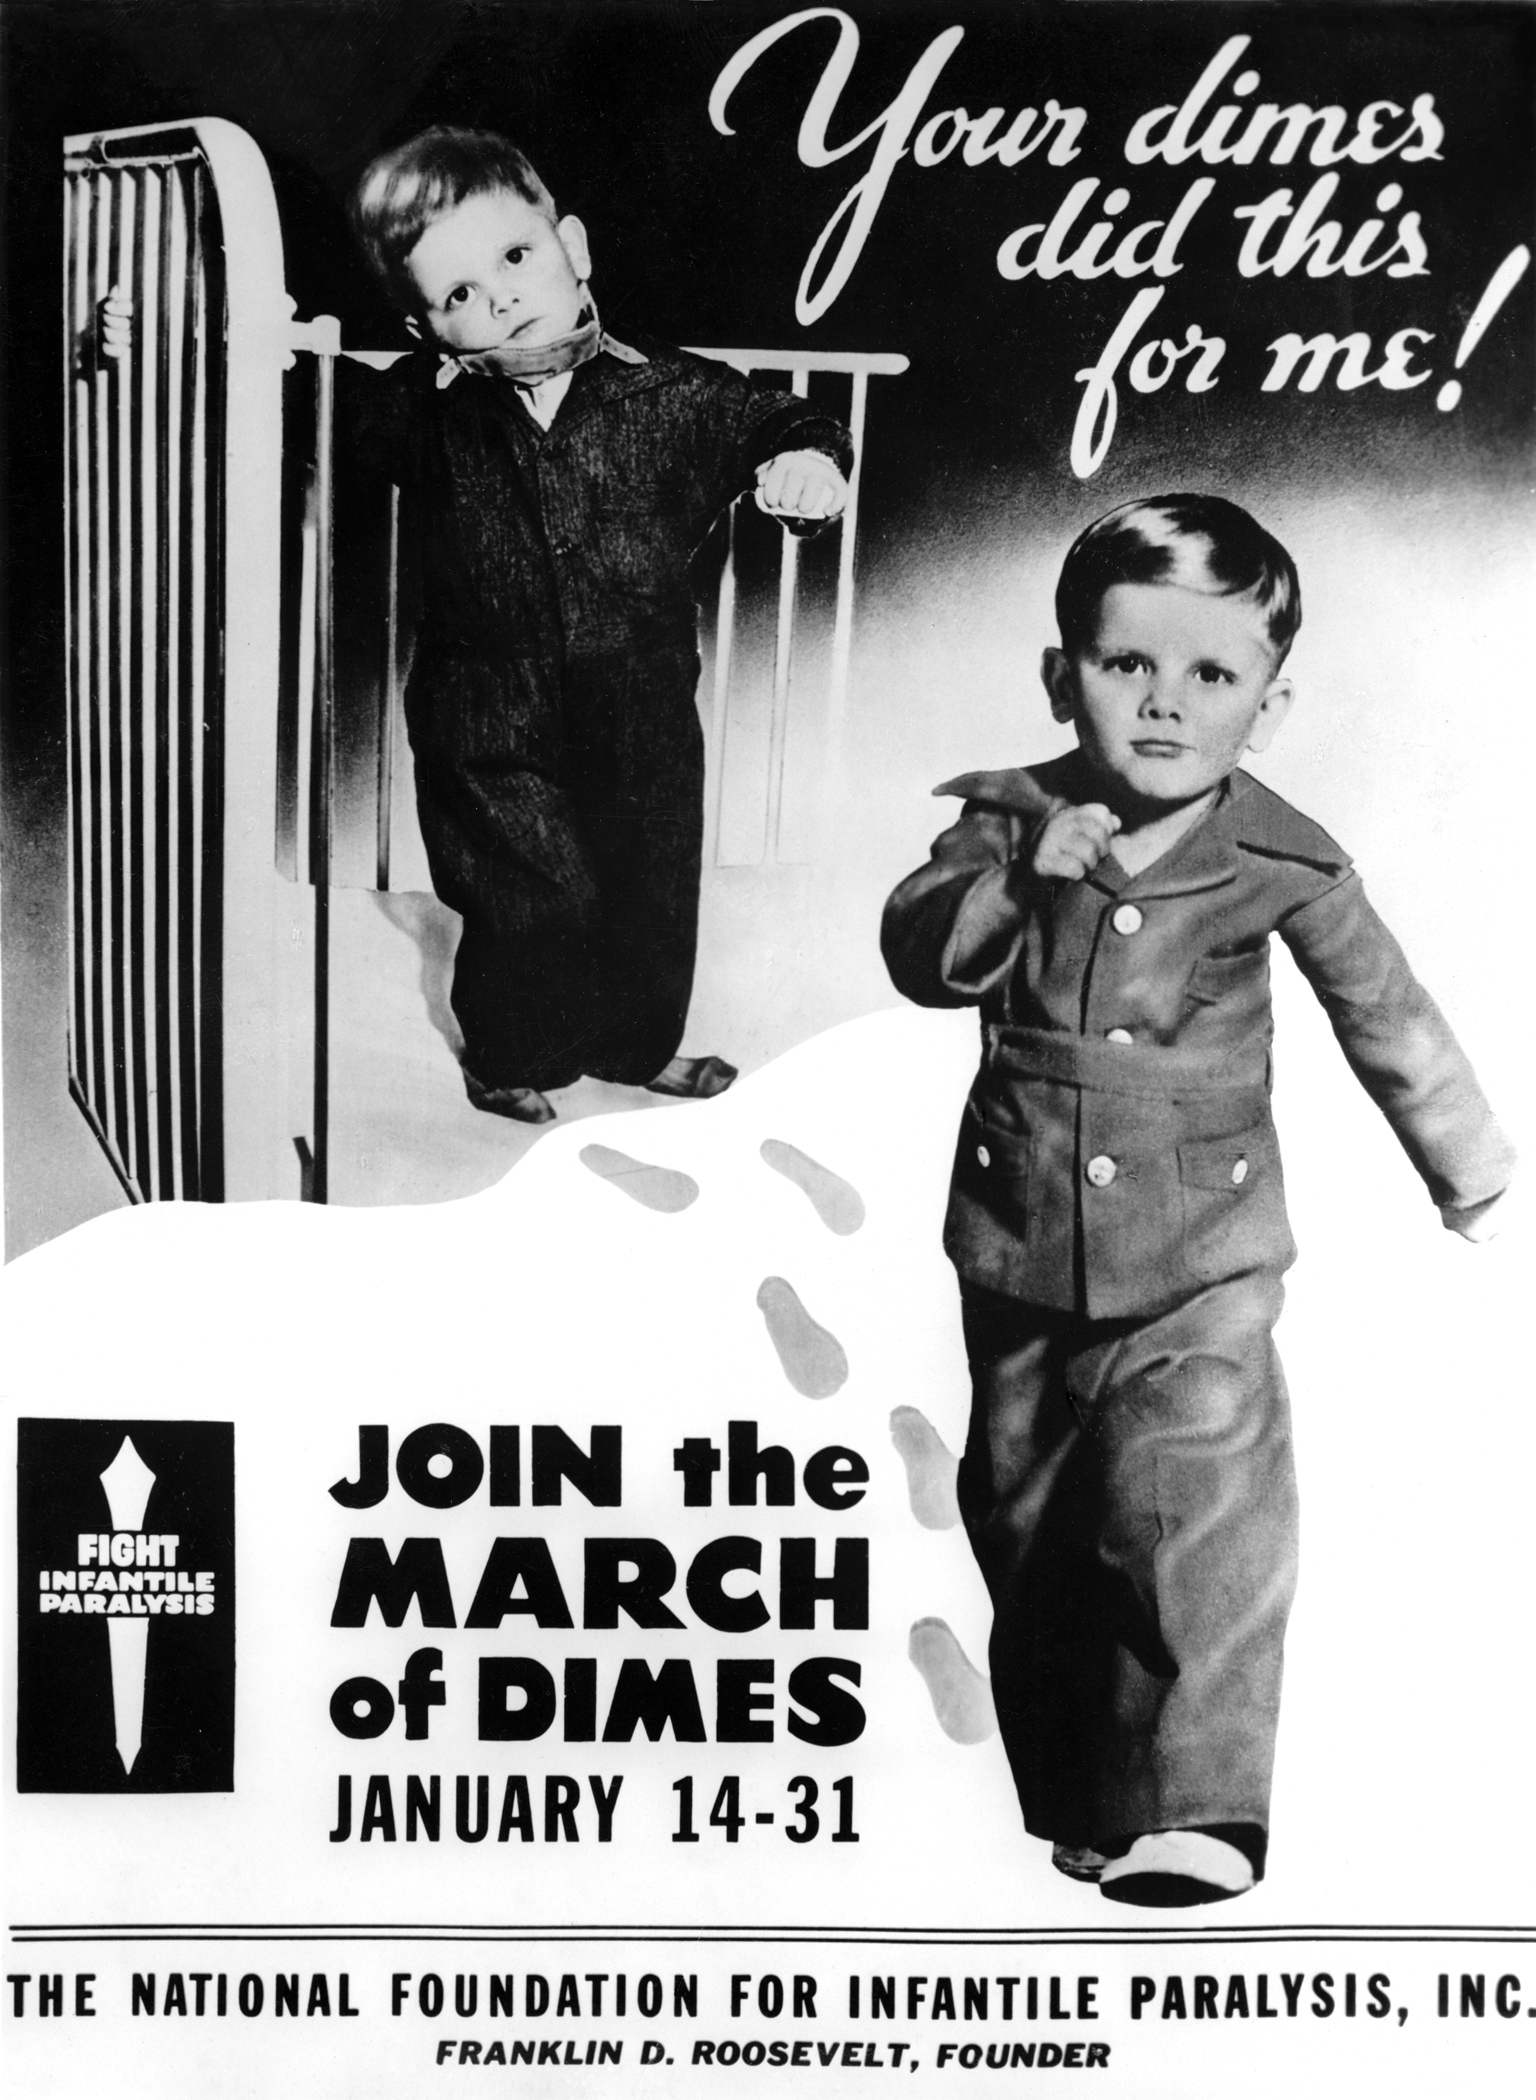 Your dimes
did this
for me!
FIGHT
INFANTILE
PARALYSIS
JOIN the
MARCH
of DIMES
JANUARY 14-31
THE NATIONAL FOUNDATION FOR INFANTILE PARALYSIS, INC.
FRANKLIN D. ROOSEVELT, FOUNDER